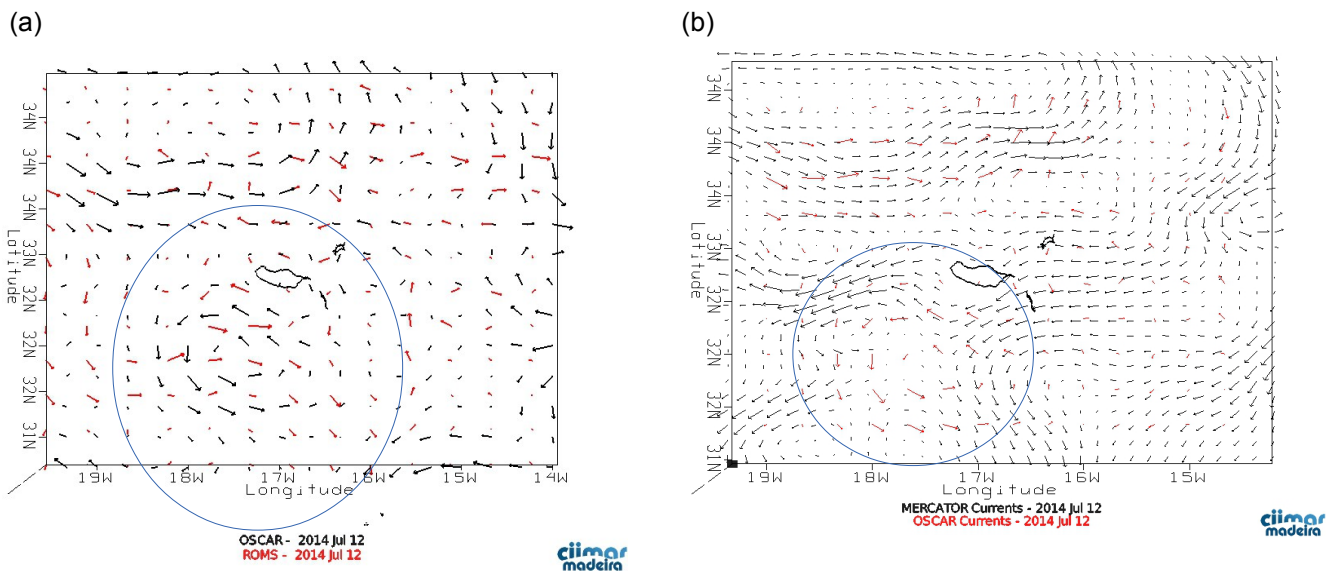 (a)
34N
34N
34N
33N
32N
32N
32N
31N
Latitude
19W 18W 17W 16W 15W 14W
Longitude
OSCAR - 2014 Jul 12
ROMS - 2014 Jul 12
ciimar
madeira
(b)
34N
34N
34N
33N
32N
32N
32N
31N
Latitude
19W 18W 17W 16W 15W
Longitude
MERCATOR Currents - 2014 Jul 12
OSCAR Currents - 2014 Jul 12
ciimar
madeira